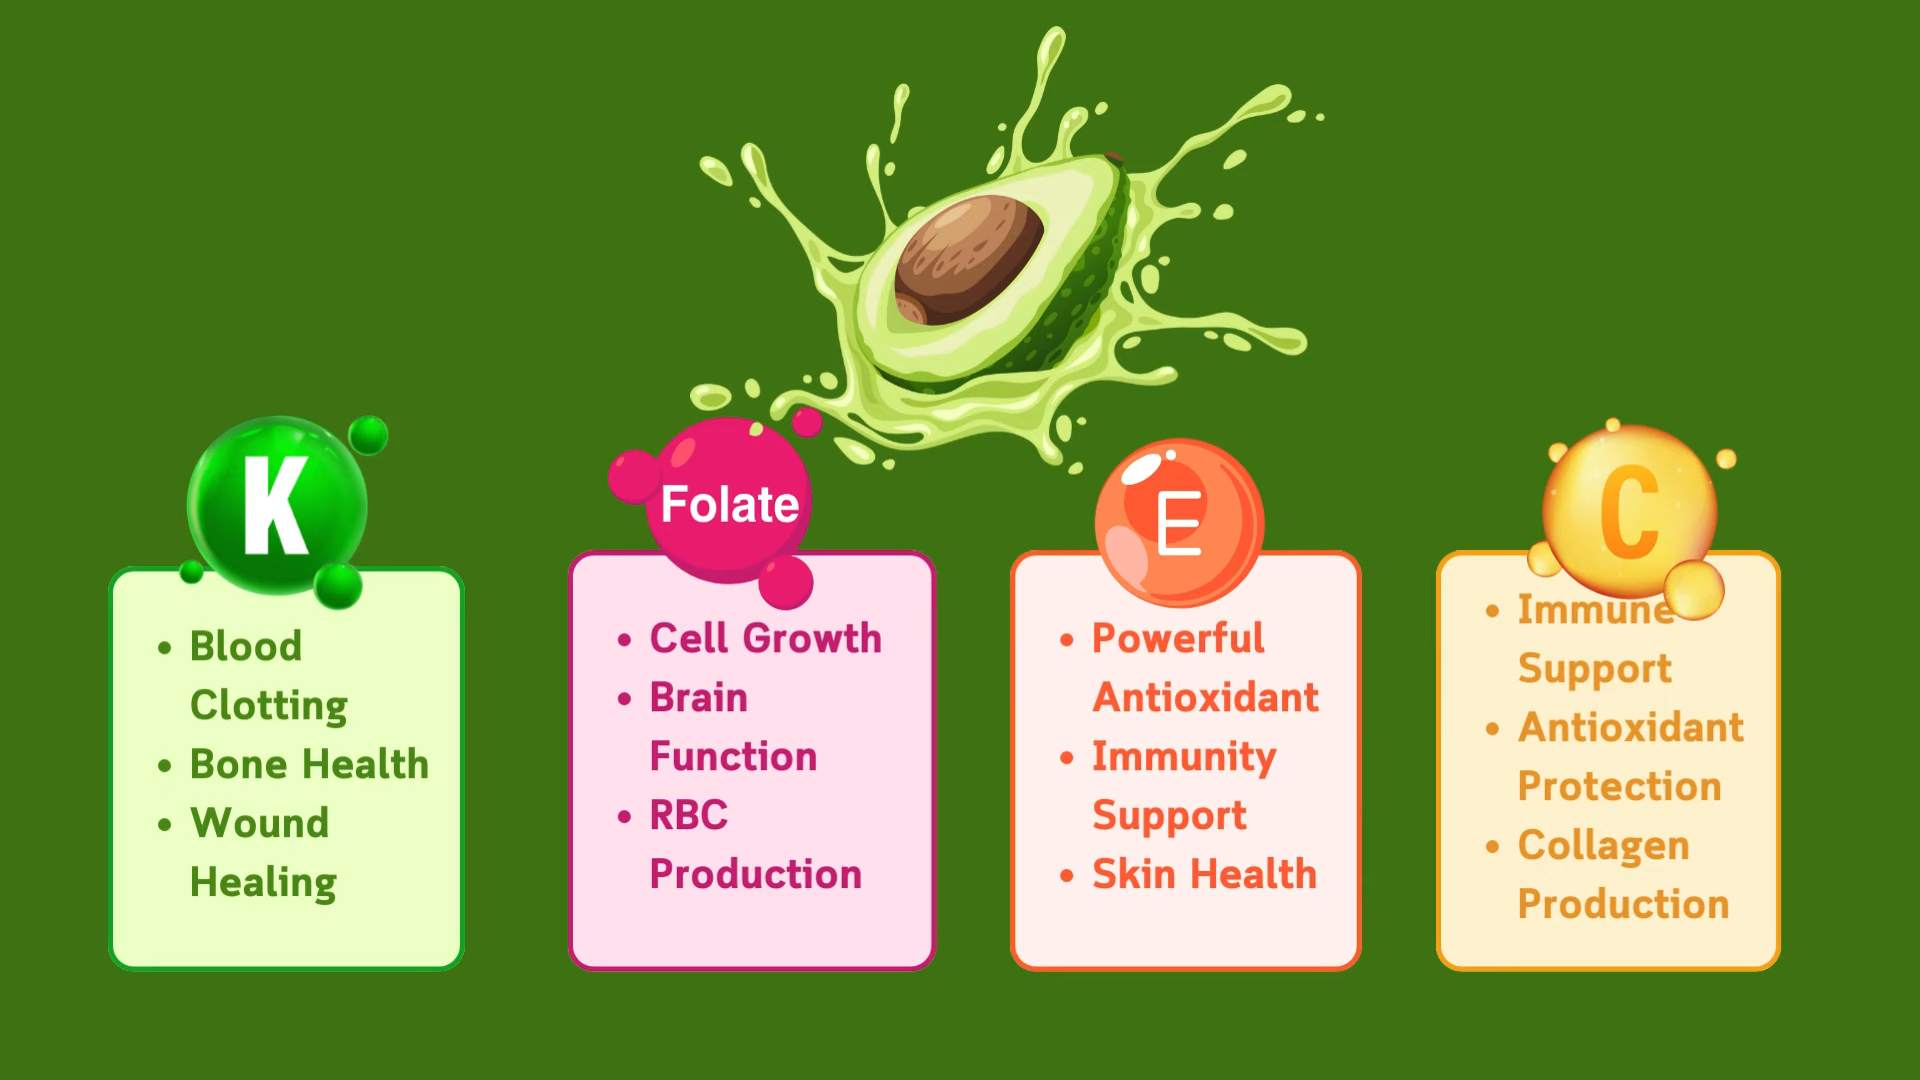 K
• Blood
Clotting
• Bone Health
• Wound
Healing
Folate
• Cell Growth
• Brain
Function
• RBC
Production
E
• Powerful
Antioxidant
• Immunity
Support
• Skin Health
C
• Immune
Support
• Antioxidant
Protection
• Collagen
Production